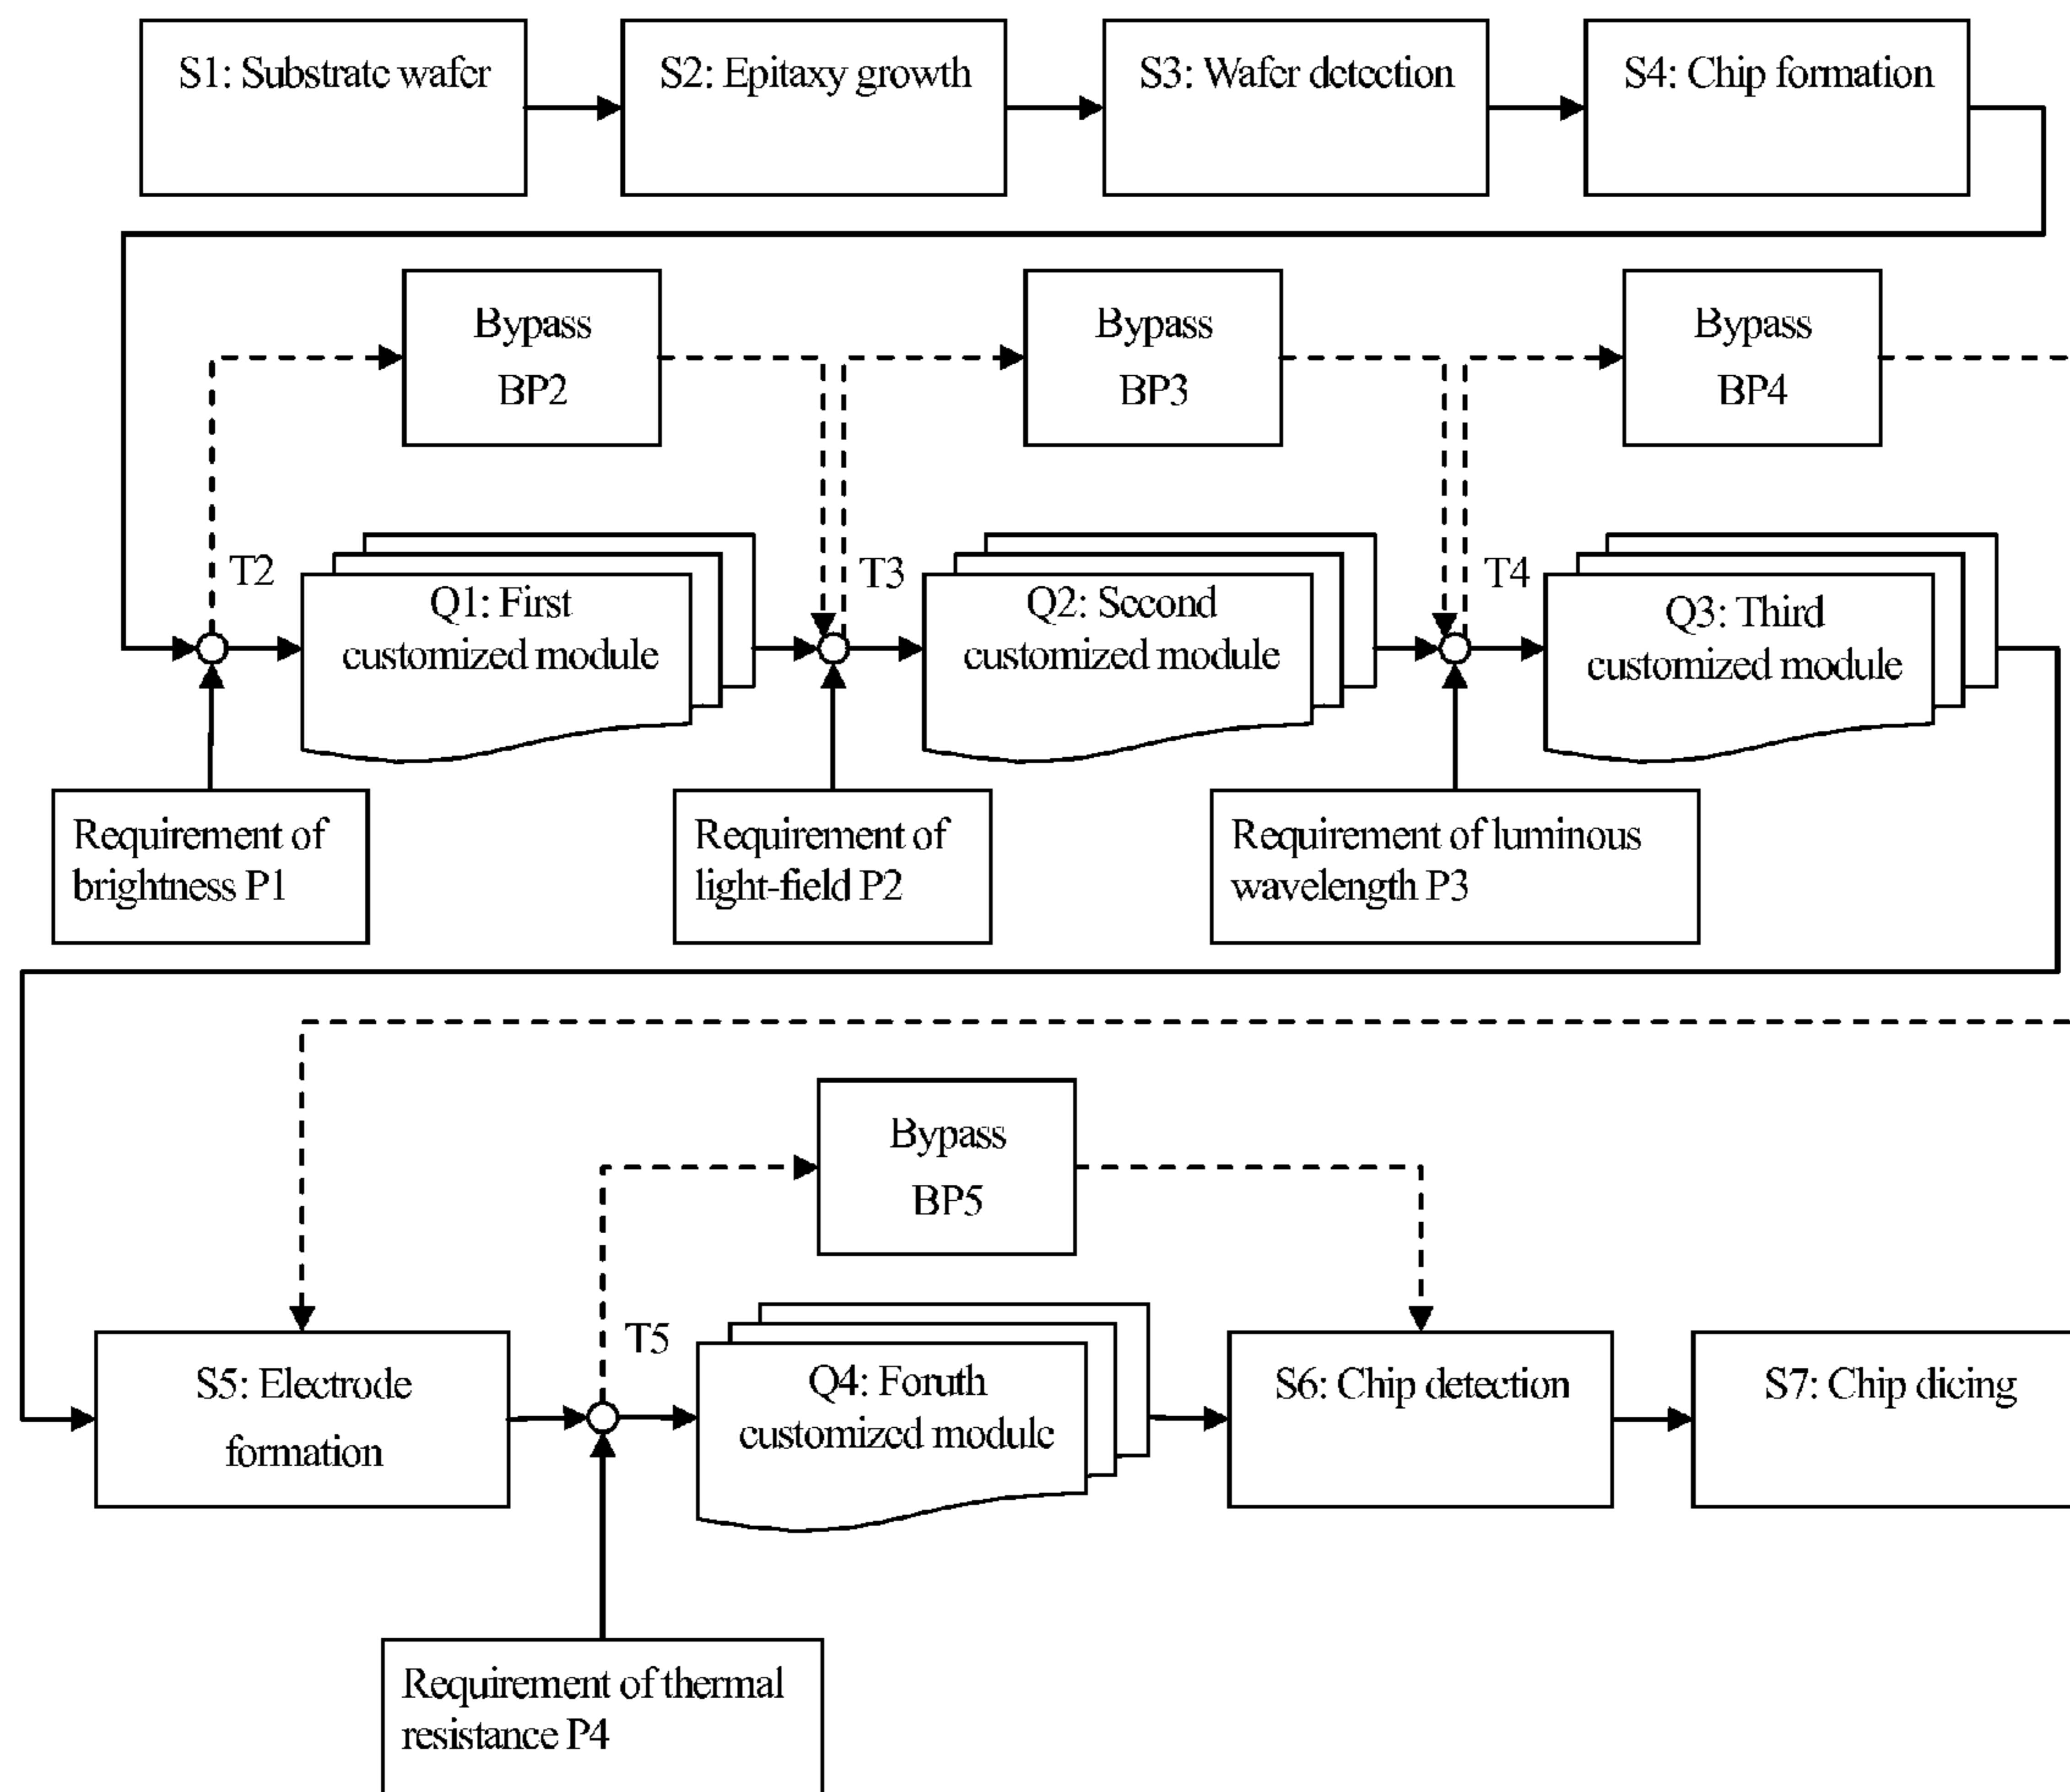 S1: Substrate wafer
S2: Epitaxy growth
S3: Wafer detection
S4: Chip formation
Bypass
BP2
Bypass
BP3
Bypass
BP4
T2
Q1: First
customized module
T3
Q2: Second
customized module
T4
Q3: Third
customized module
Requirement of
brightness P1
Requirement of
light-field P2
Requirement of luminous
wavelength P3
Bypass
BP5
S5: Electrode
formation
T5
Q4: Foruth
customized module
S6: Chip detection
S7: Chip dicing
Requirement of thermal
resistance P4